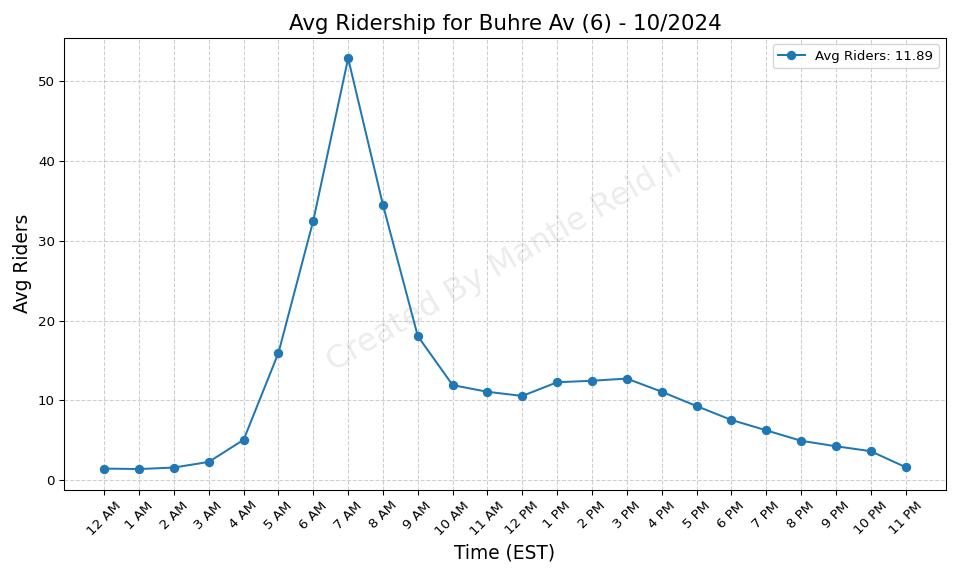 Avg Ridership for Buhre Av (6) - 10/2024
Avg Riders: 11.89
Avg Riders
50
40
30
20
10
0
Created By Mantie Reid II
12 AM
1 AM
2 AM
3 AM
4 AM
5 AM
6 AM
7 AM
8 AM
9 AM
10 AM
11 AM
12 PM
1 PM
2 PM
3 PM
4 PM
5 PM
6 PM
7 PM
8 PM
9 PM
10 PM
11 PM
Time (EST)